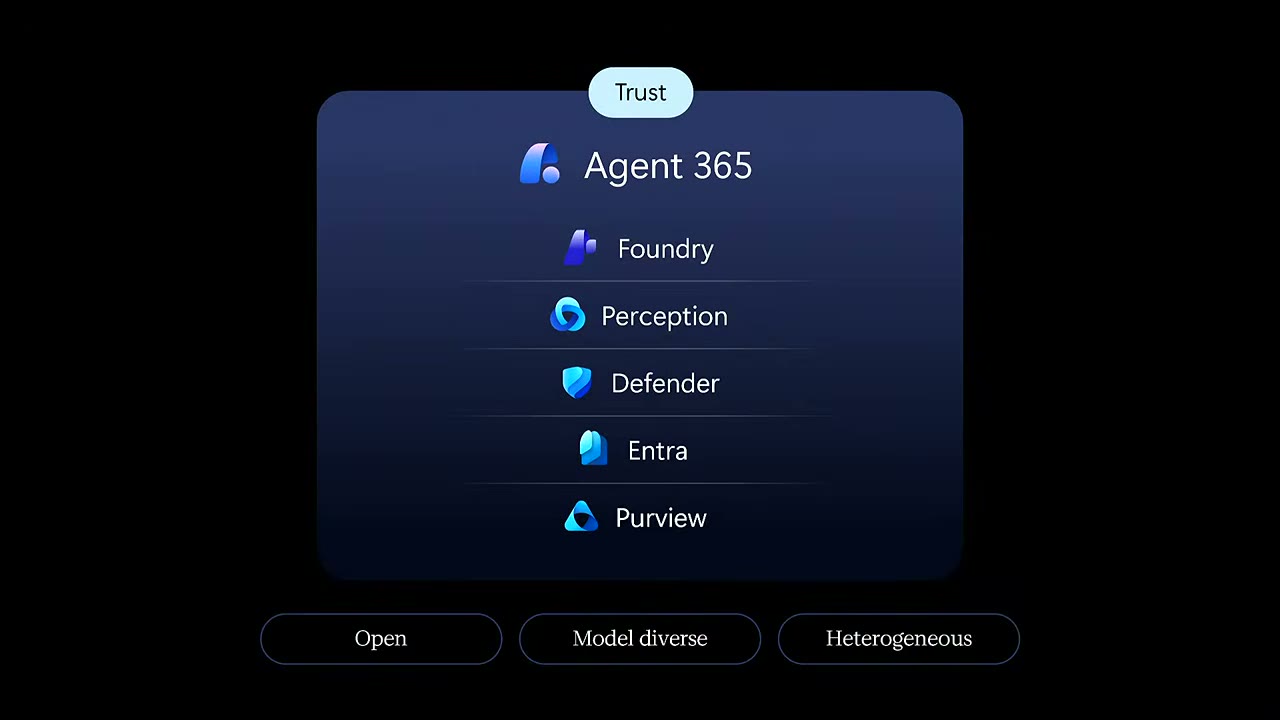 Trust
Agent 365
Foundry
Perception
Defender
Entra
Purview
Open
Model diverse
Heterogeneous